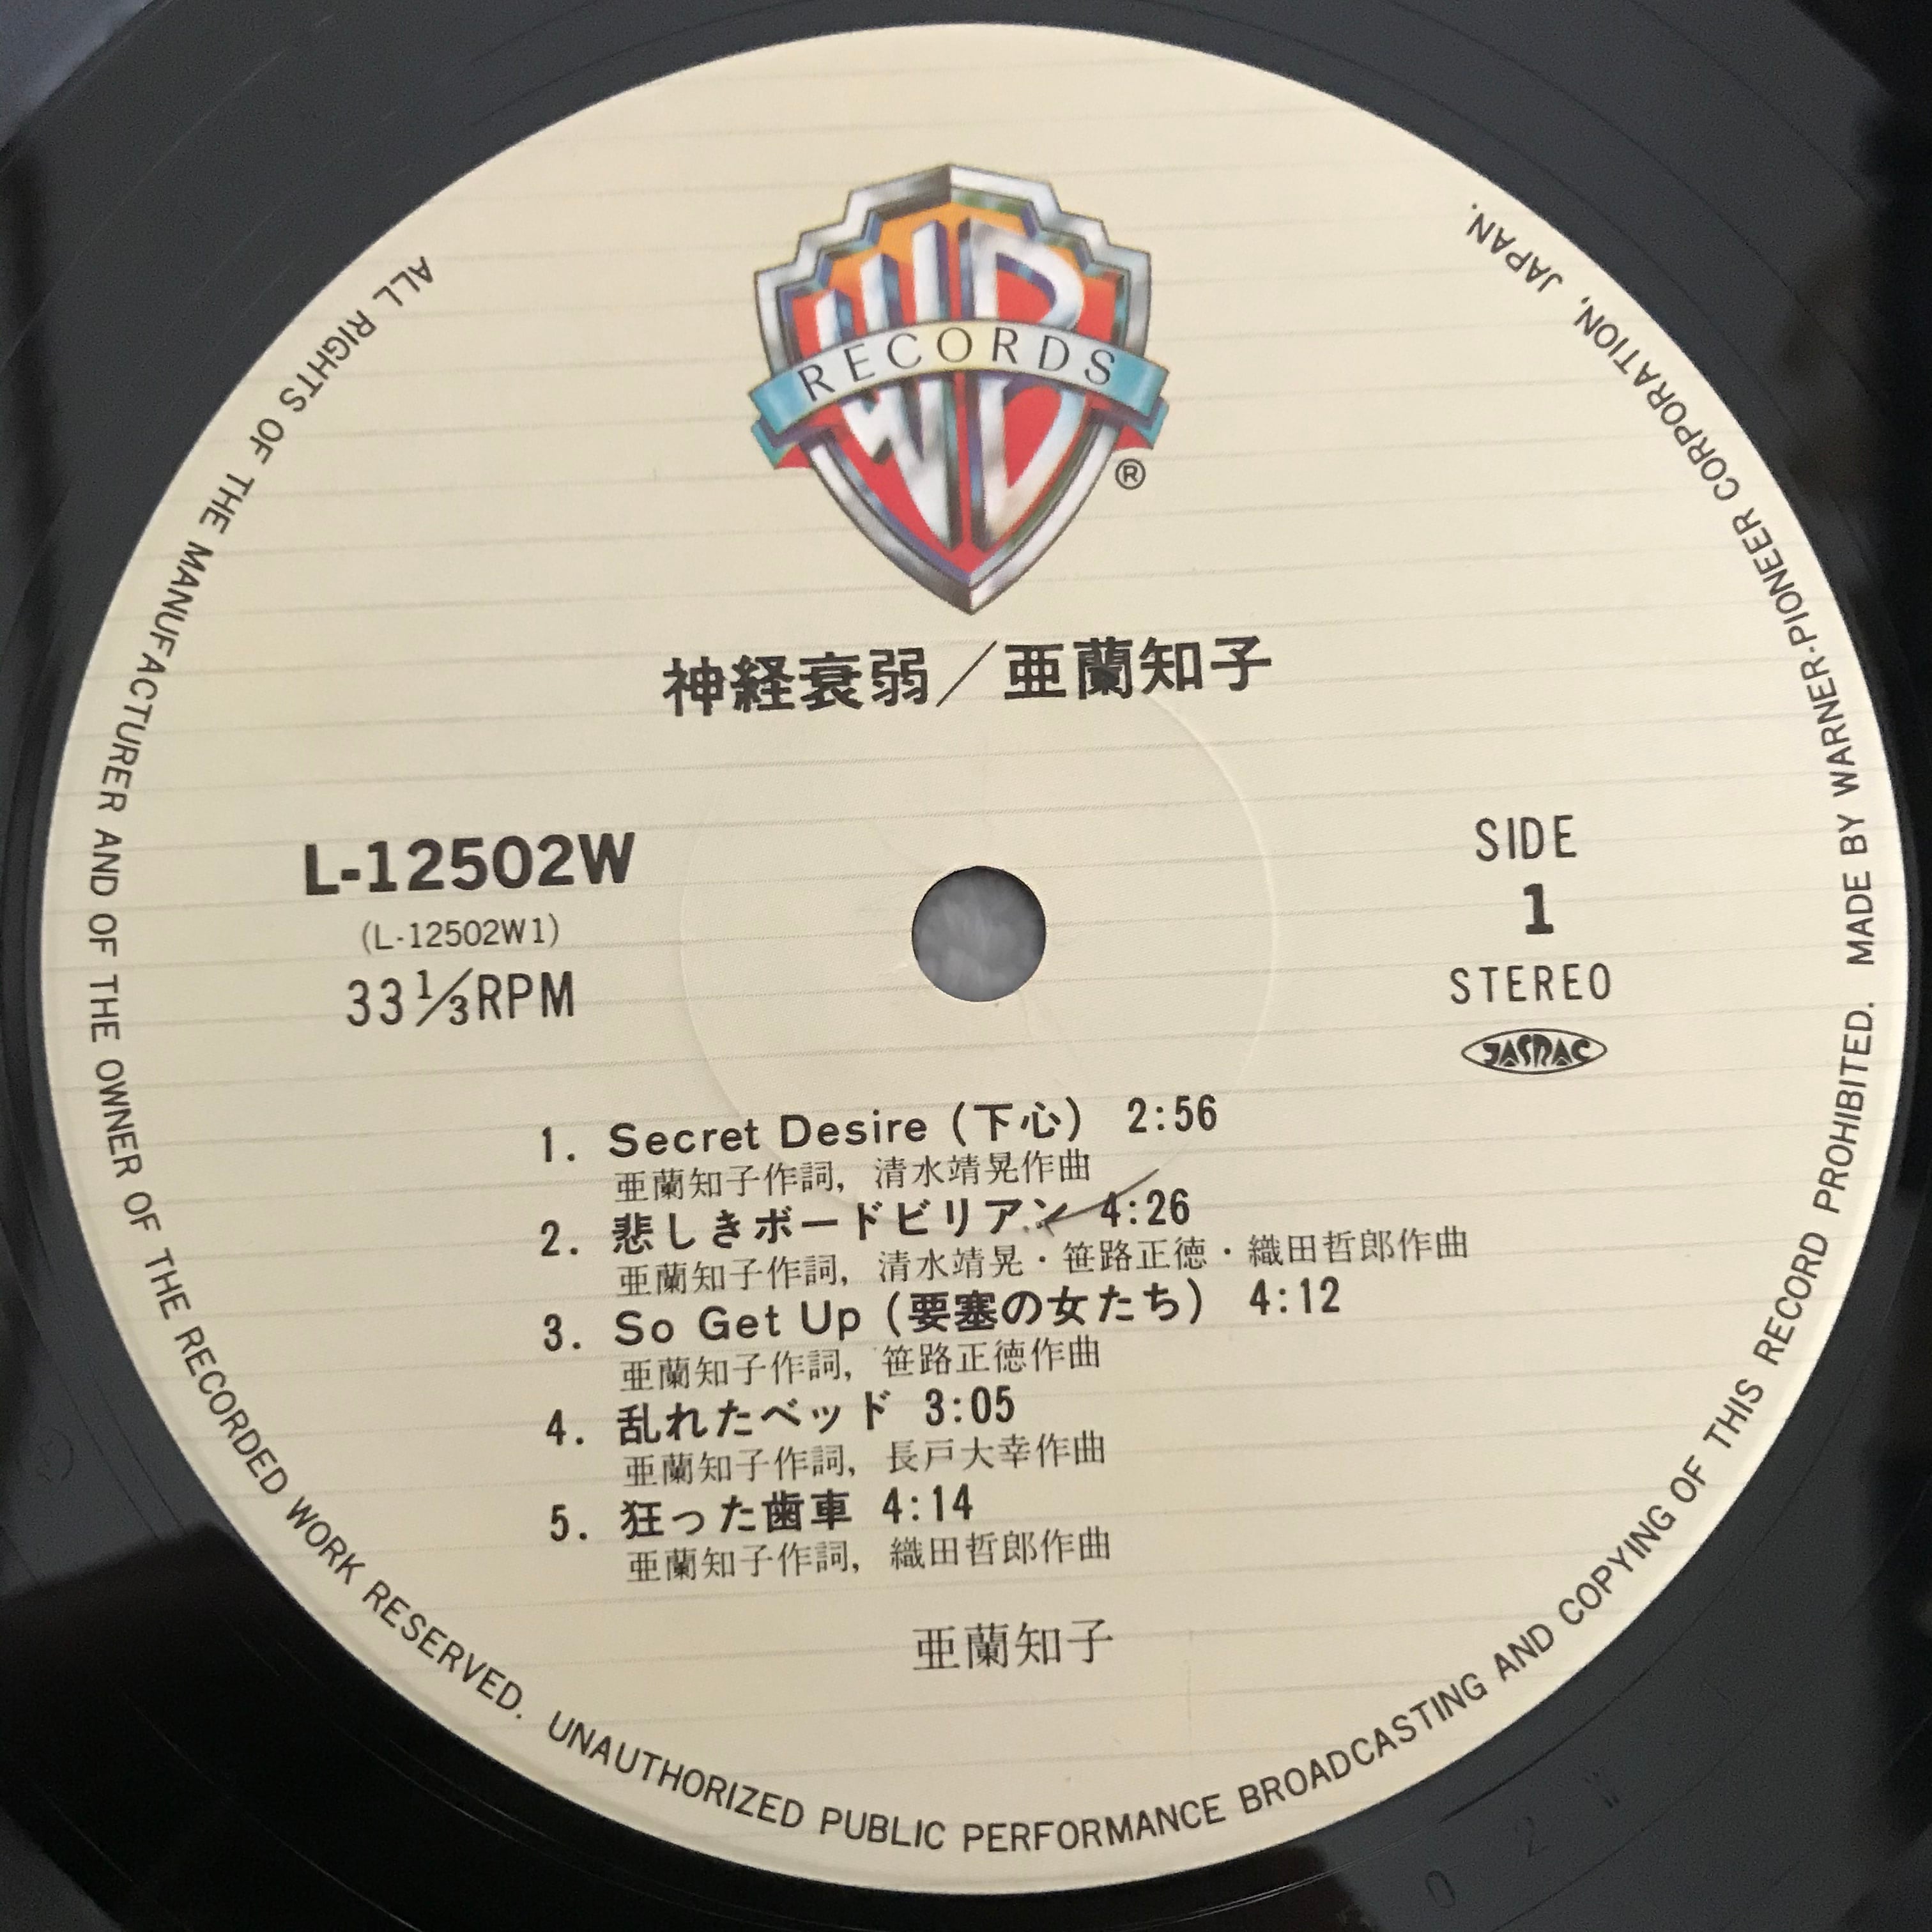 WB
RECORDS
®
神経衰弱／亜蘭知子
L-12502W
(L-12502W1)
33 1/3 RPM
SIDE
1
STEREO
JASRAC
1. Secret Desire (下心) 2:56
亜蘭知子作詞, 清水靖晃作曲
2. 悲しきボードビリアン 4:26
亜蘭知子作詞, 清水靖晃・笹路正徳・織田哲郎作曲
3. So Get Up (要塞の女たち) 4:12
亜蘭知子作詞, 笹路正徳作曲
4. 乱れたベッド 3:05
亜蘭知子作詞, 長戸大幸作曲
5. 狂った歯車 4:14
亜蘭知子作詞, 織田哲郎作曲
亜蘭知子
ALL RIGHTS OF THE MANUFACTURER AND OF THE OWNER OF THE RECORDED WORK RESERVED. UNAUTHORIZED PUBLIC PERFORMANCE BROADCASTING AND COPYING OF THIS RECORD PROHIBITED. MADE BY WARNER-PIONEER CORPORATION, JAPAN.